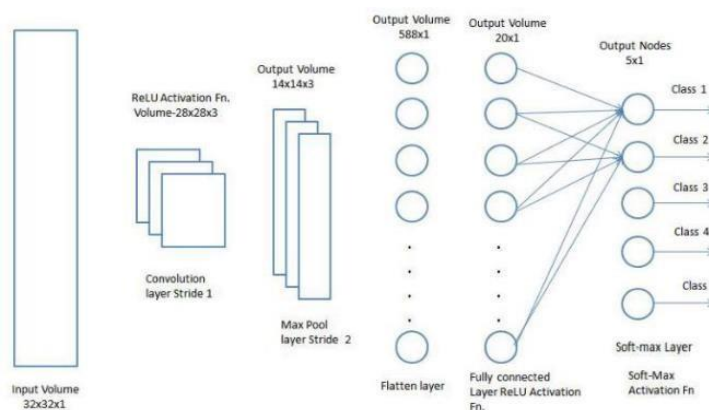 Output Volume
588x1
Output Volume
20x1
Output Nodes
5x1
Output Volume
14x14x3
ReLU Activation Fn.
Volume-28x28x3
Class 1
Class 2
Class 3
Class 4
Class
Convolution
layer Stride 1
Max Pool
layer Stride 2
Flatten layer
Fully connected
Layer ReLU Activation
Fn.
Soft-max Layer
Soft-Max
Activation Fn
Input Volume
32x32x1